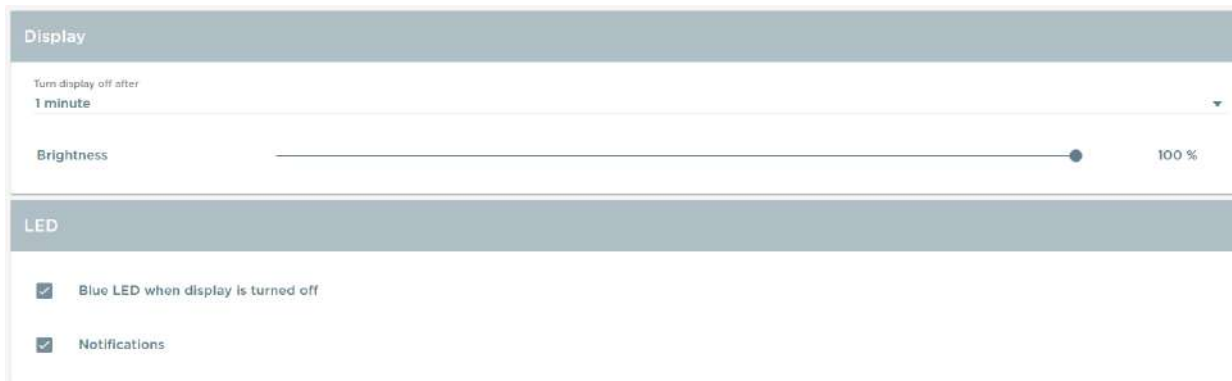 Display
Turn display off after
1 minute
Brightness 100 %
LED
Blue LED when display is turned off
Notifications